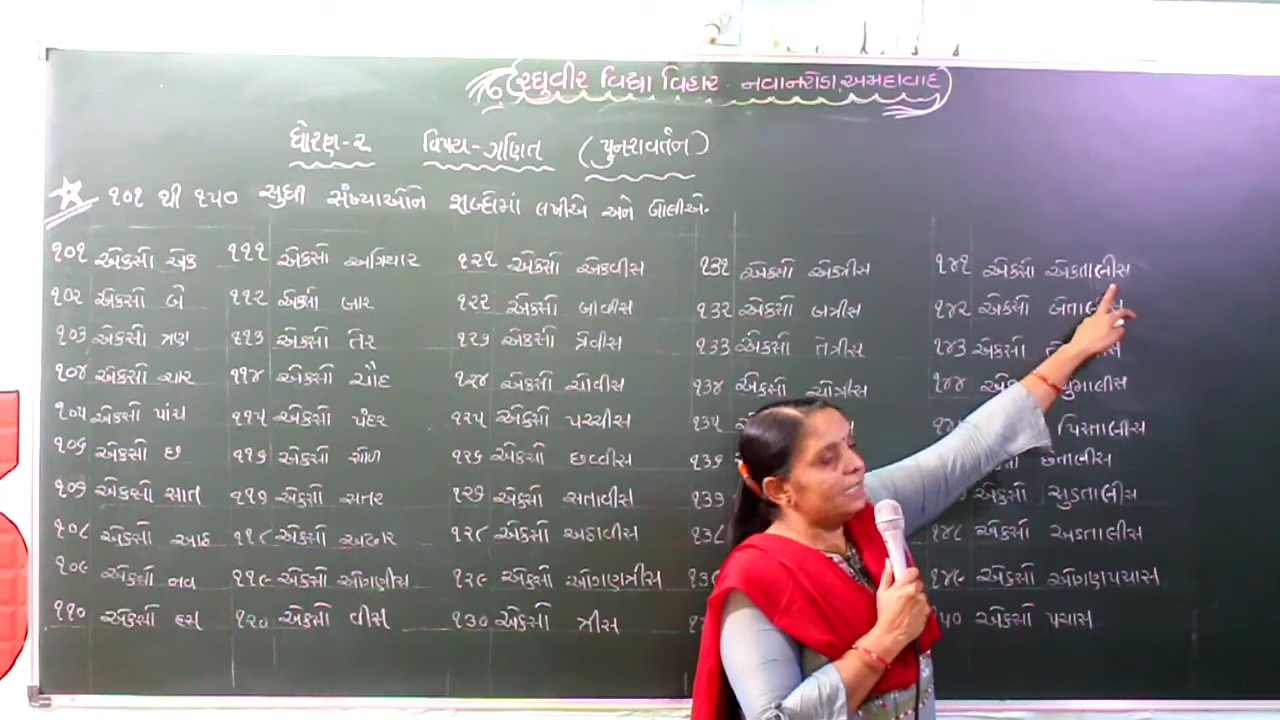 રઘુવીર વિદ્યા વિહાર - નવાનરોડા, અમદાવાદ
ધોરણ-૨ વિષય-ગણિત (પુનરાવર્તન)
૧૦૧ થી ૧૫૦ સુધી સંખ્યાઓને શબ્દોમાં લખીએ અને બોલીએ.
૧૦૧ એકસો એક ૧૧૧ એકસો અગિયાર ૧૨૧ એકસો એકવીસ ૧૩૧ એકસો એકત્રીસ ૧૪૧ એકસો એકતાલીસ
૧૦૨ એકસો બે ૧૧૨ એકસો બાર ૧૨૨ એકસો બાવીસ ૧૩૨ એકસો બત્રીસ ૧૪૨ એકસો
૧૦૩ એકસો ત્રણ ૧૧૩ એકસો તેર ૧૨૩ એકસો ત્રેવીસ ૧૩૩ એકસો તેત્રીસ ૧૪૩ એકસો
૧૦૪ એકસો ચાર ૧૧૪ એકસો ચૌદ ૧૨૪ એકસો ચોવીસ ૧૩૪ એકસો ચોત્રીસ ૧૪૪
૧૦૫ એકસો પાંચ ૧૧૫ એકસો પંદર ૧૨૫ એકસો પચ્ચીસ ૧૩૫ પિસ્તાલીસ
૧૦૬ એકસો છ ૧૧૬ એકસો સોળ ૧૨૬ એકસો છવ્વીસ ૧૩૬ છેતાલીસ
૧૦૭ એકસો સાત ૧૧૭ એકસો સતર ૧૨૭ એકસો સતાવીસ ૧૩૭ એકસો સુડતાલીસ
૧૦૮ એકસો આઠ ૧૧૮ એકસો અઢાર ૧૨૮ એકસો અઠાવીસ ૧૩૮ ૧૪૮ એકસો અડતાલીસ
૧૦૯ એકસો નવ ૧૧૯ એકસો ઓગણીસ ૧૨૯ એકસો ઓગણત્રીસ ૧૪૯ એકસો ઓગણપચાસ
૧૧૦ એકસો દસ ૧૨૦ એકસો વીસ ૧૩૦ એકસો ત્રીસ એકસો પચાસ